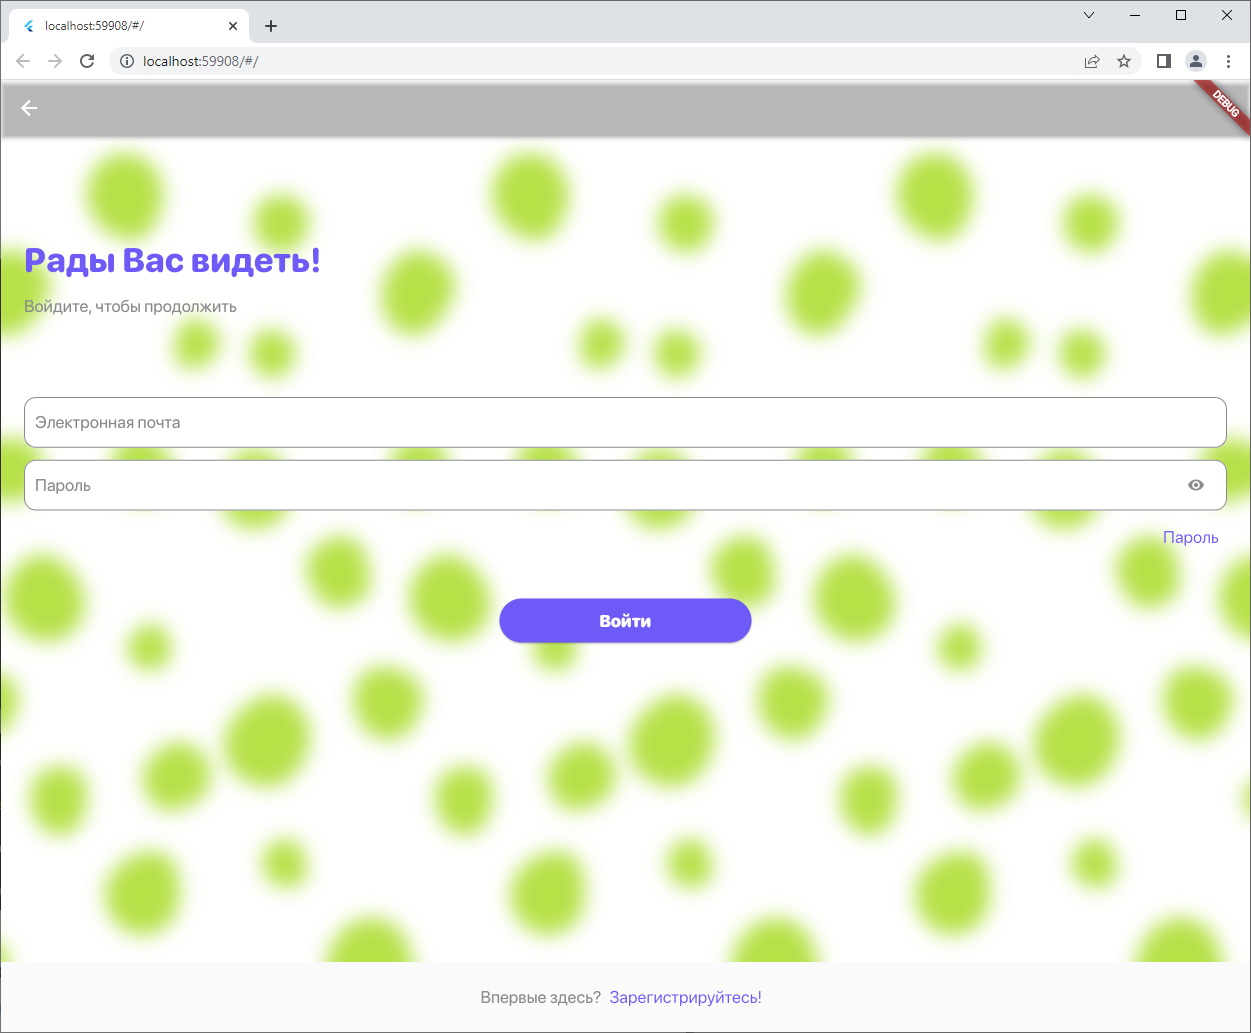 localhost:59908/#/
localhost:59908/#/
DEBUG
Рады Вас видеть!
Войдите, чтобы продолжить
Электронная почта
Пароль
Пароль
Войти
Впервые здесь? Зарегистрируйтесь!